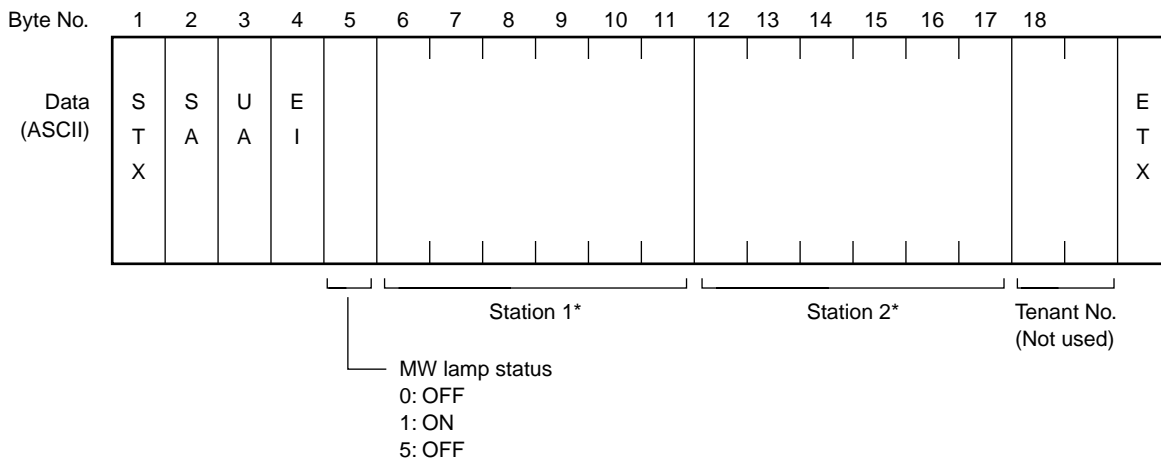 Byte No. 1 2 3 4 5 6 7 8 9 10 11 12 13 14 15 16 17 18
Data
(ASCII)
S T X
S A
U A
E I
E T X
Station 1*
Station 2*
Tenant No.
(Not used)
MW lamp status
0: OFF
1: ON
5: OFF